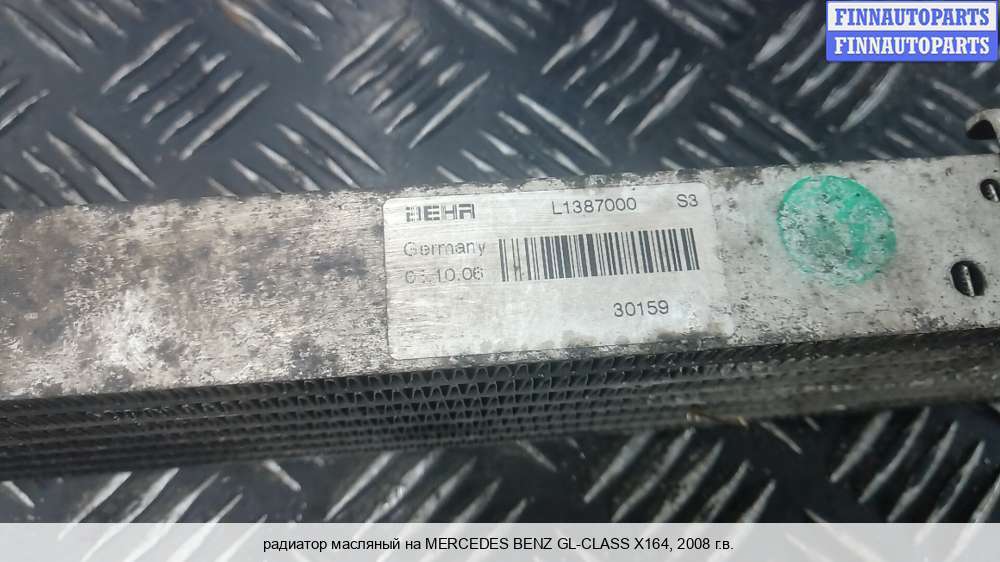 FINNAUTOPARTS
FINNAUTOPARTS
BEHR L1387000 S3
Germany
30159
радиатор масляный на MERCEDES BENZ GL-CLASS X164, 2008 г.в.